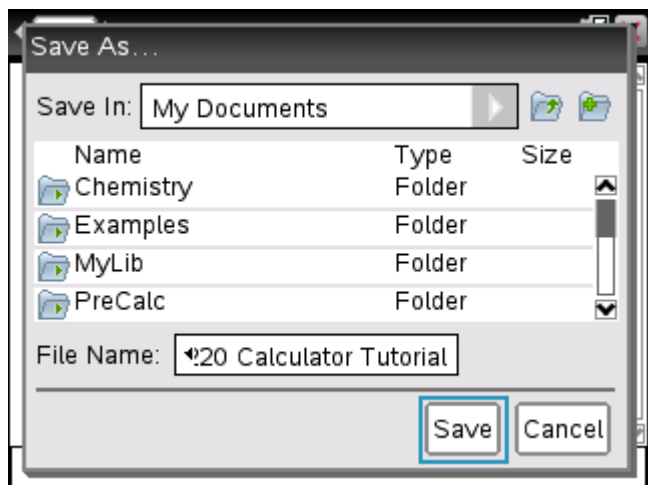 Save As...
Save In: My Documents
Name Type Size
Chemistry Folder
Examples Folder
MyLib Folder
PreCalc Folder
File Name: 20 Calculator Tutorial
Save Cancel